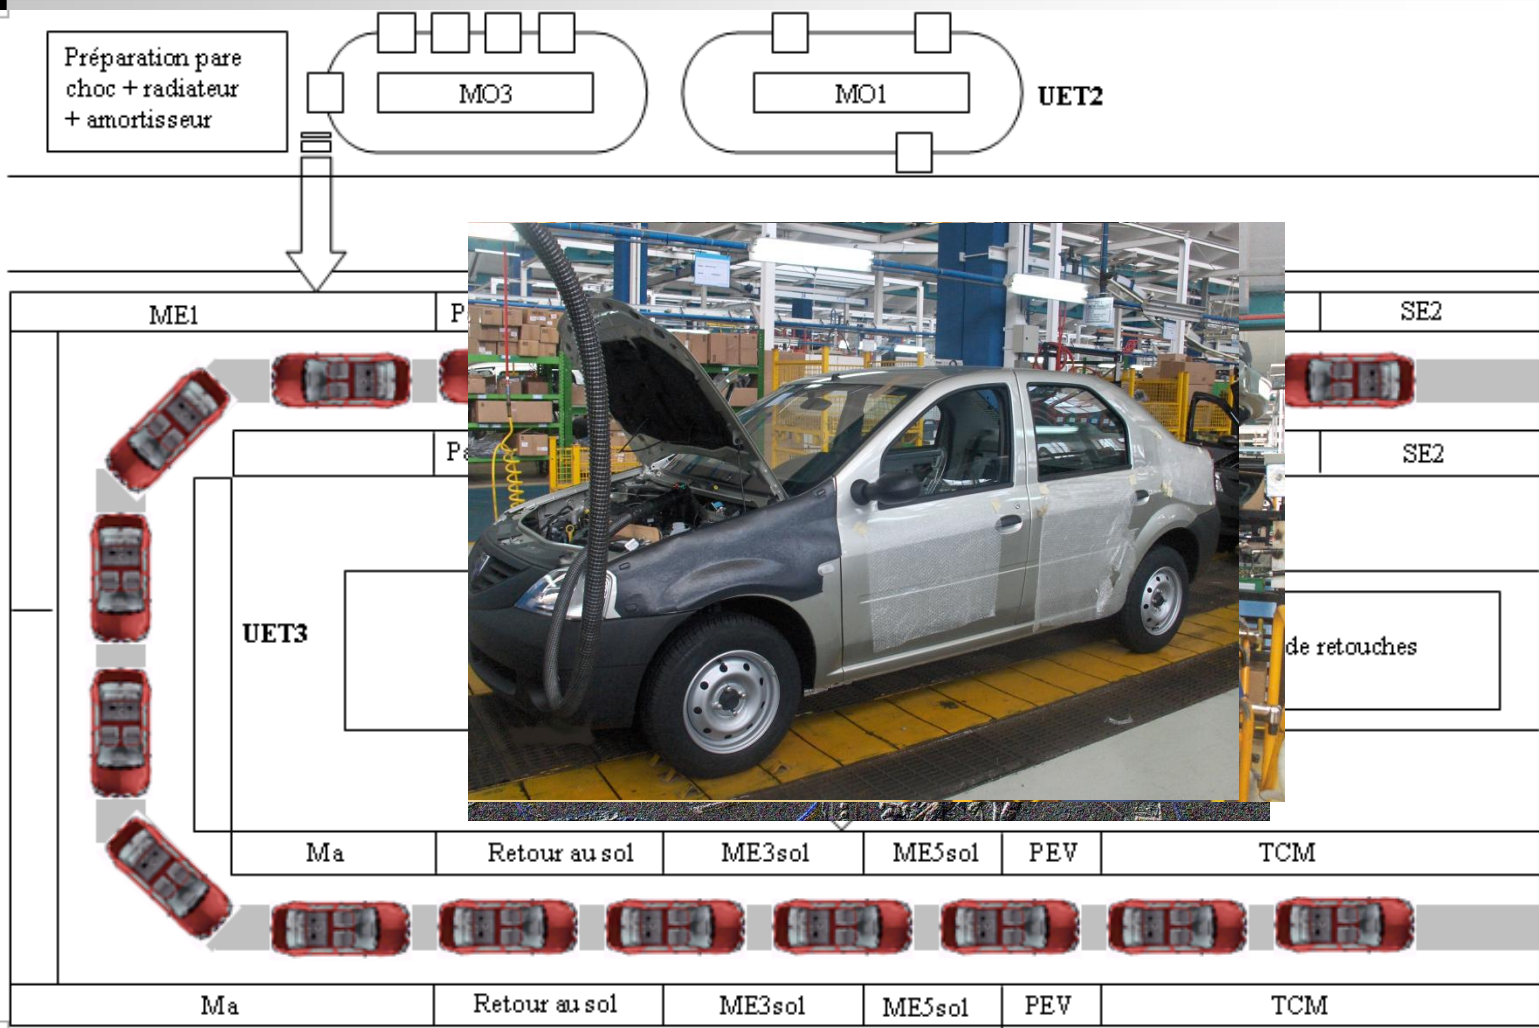 Préparation pare
choc + radiateur
+ amortisseur
MO3
MO1
UET2
ME1
SE2
SE2
UET3
de retouches
Ma
Retour au sol
ME3sol
ME5sol
PEV
TCM
Ma
Retour au sol
ME3sol
ME5sol
PEV
TCM